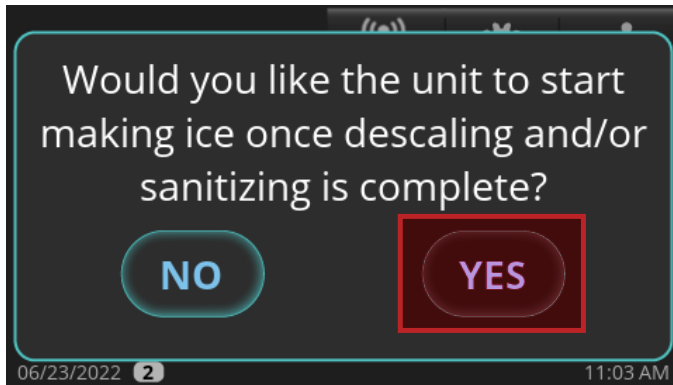 Would you like the unit to start
making ice once descaling and/or
sanitizing is complete?
NO YES
06/23/2022 2 11:03 AM